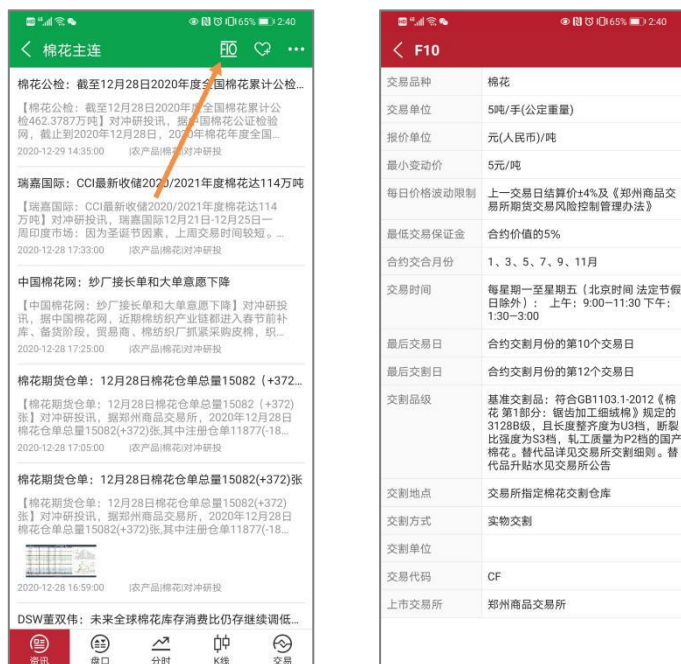 65% 2:40
棉花主连
F10
棉花公检：截至12月28日2020年度全国棉花累计公检...
【棉花公检：截至12月28日2020年度全国棉花累计公
检462.3787万吨】对冲研投讯，据中国棉花公证检验
网，截止到2020年12月28日，2020年棉花年度全国...
2020-12-29 14:35:00 |农产品|棉花|对冲研投
瑞嘉国际：CCI最新收储2020/2021年度棉花达114万吨
【瑞嘉国际：CCI最新收储2020/2021年度棉花达114
万吨】对冲研投讯，瑞嘉国际12月21日-12月25日一
周印度市场：因为圣诞节因素，上周交易时间较短。...
2020-12-28 17:33:00 |农产品|棉花|对冲研投
中国棉花网：纱厂接长单和大单意愿下降
【中国棉花网：纱厂接长单和大单意愿下降】对冲研投
讯，据中国棉花网，近期棉纺织产业链都进入春节前补
库、备货阶段，贸易商、棉纺织厂抓紧采购皮棉，织...
2020-12-28 17:25:00 |农产品|棉花|对冲研投
棉花期货仓单：12月28日棉花仓单总量15082（+372...
【棉花期货仓单：12月28日棉花仓单总量15082（+372)
张】对冲研投讯，据郑州商品交易所，2020年12月28日
棉花仓单总量15082(+372)张,其中注册仓单11877(-18...
2020-12-28 17:05:00 |农产品|棉花|对冲研投
棉花期货仓单：12月28日棉花仓单总量15082(+372)张
【棉花期货仓单：12月28日棉花仓单总量15082(+372)
张】对冲研投讯，据郑州商品交易所，2020年12月28日
棉花仓单总量15082(+372)张,其中注册仓单11877(-18...
2020-12-28 16:59:00 |农产品|棉花|对冲研投
DSW董双伟：未来全球棉花库存消费比仍存继续调低...
资讯 盘口 分时 K线 交易
65% 2:40
F10
交易品种 棉花
交易单位 5吨/手(公定重量)
报价单位 元(人民币)/吨
最小变动价 5元/吨
每日价格波动限制 上一交易日结算价±4%及《郑州商品交
易所期货交易风险控制管理办法》
最低交易保证金 合约价值的5%
合约交合月份 1、3、5、7、9、11月
交易时间 每星期一至星期五（北京时间 法定节假
日除外）： 上午：9:00—11:30 下午：
1:30—3:00
最后交易日 合约交割月份的第10个交易日
最后交割日 合约交割月份的第12个交易日
交割品级 基准交割品：符合GB1103.1-2012《棉
花 第1部分：锯齿加工细绒棉》规定的
3128B级，且长度整齐度为U3档，断裂
比强度为S3档，轧工质量为P2档的国产
棉花。替代品详见交易所交割细则。替
代品升贴水见交易所公告
交割地点 交易所指定棉花交割仓库
交割方式 实物交割
交割单位
交易代码 CF
上市交易所 郑州商品交易所